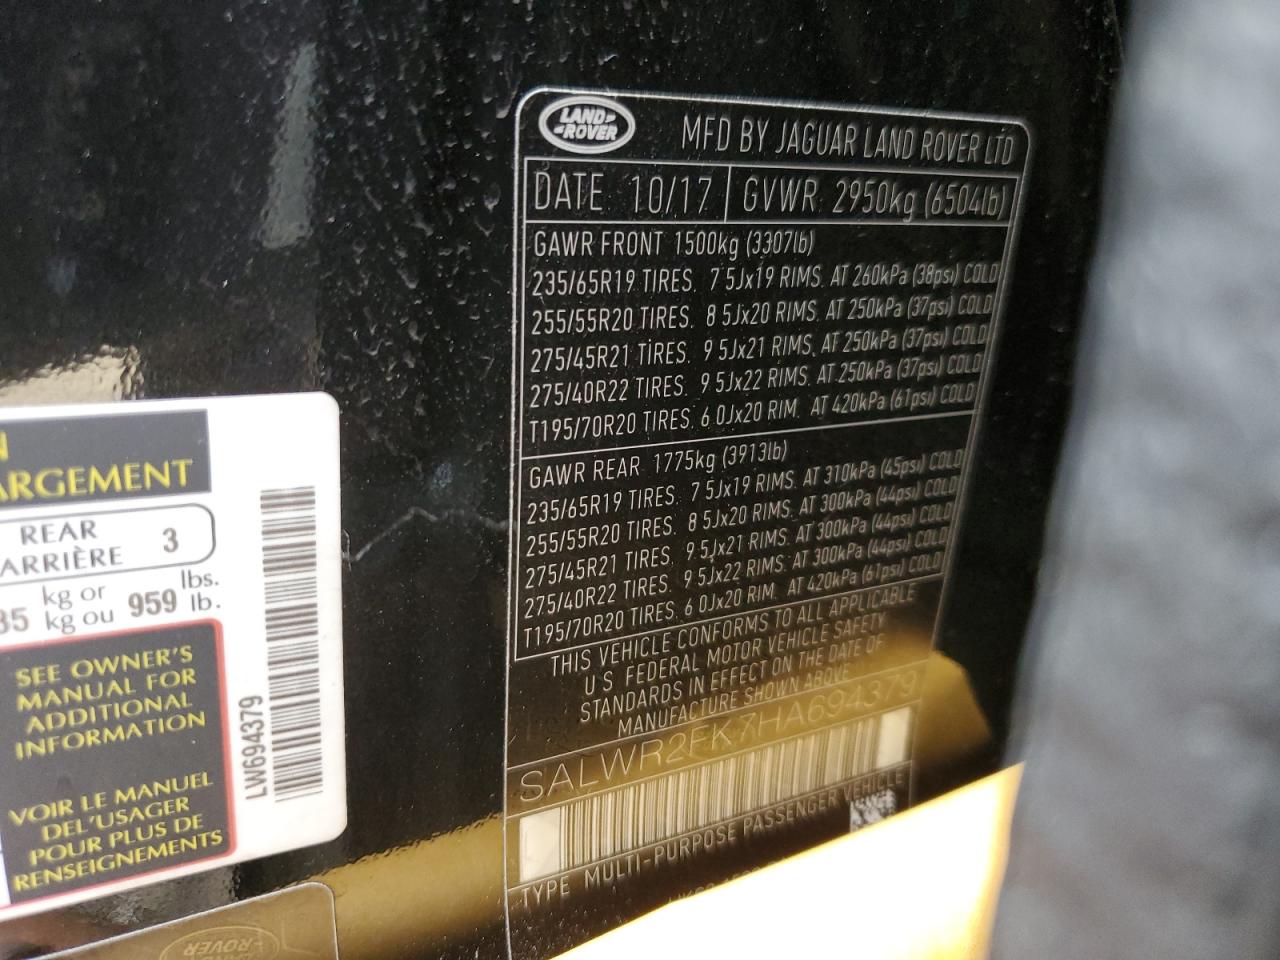 LAND-
-ROVER
MFD BY JAGUAR LAND ROVER LTD
DATE 10/17 GVWR 2950kg (6504lb)
GAWR FRONT 1500kg (3307lb)
235/65R19 TIRES. 7 5Jx19 RIMS. AT 260kPa (38psi) COLD
255/55R20 TIRES. 8 5Jx20 RIMS. AT 250kPa (37psi) COLD
275/45R21 TIRES. 9 5Jx21 RIMS. AT 250kPa (37psi) COLD
275/40R22 TIRES. 9 5Jx22 RIMS. AT 250kPa (37psi) COLD
T195/70R20 TIRES. 6 0Jx20 RIM. AT 420kPa (61psi) COLD
GAWR REAR 1775kg (3913lb)
235/65R19 TIRES. 7 5Jx19 RIMS. AT 310kPa (45psi) COLD
255/55R20 TIRES. 8 5Jx20 RIMS. AT 300kPa (44psi) COLD
275/45R21 TIRES. 9 5Jx21 RIMS. AT 300kPa (44psi) COLD
275/40R22 TIRES. 9 5Jx22 RIMS. AT 300kPa (44psi) COLD
T195/70R20 TIRES. 6 0Jx20 RIM. AT 420kPa (61psi) COLD
THIS VEHICLE CONFORMS TO ALL APPLICABLE
U S FEDERAL MOTOR VEHICLE SAFETY
STANDARDS IN EFFECT ON THE DATE OF
MANUFACTURE SHOWN ABOVE
SALWR2FK7HA694379
TYPE MULTI-PURPOSE PASSENGER VEHICLE
N
ARGEMENT
REAR 3
ARRIÈRE
35 kg or 959 lbs.
kg ou lb.
SEE OWNER'S
MANUAL FOR
ADDITIONAL
INFORMATION
VOIR LE MANUEL
DEL'USAGER
POUR PLUS DE
RENSEIGNEMENTS
LW694379
-ROVER